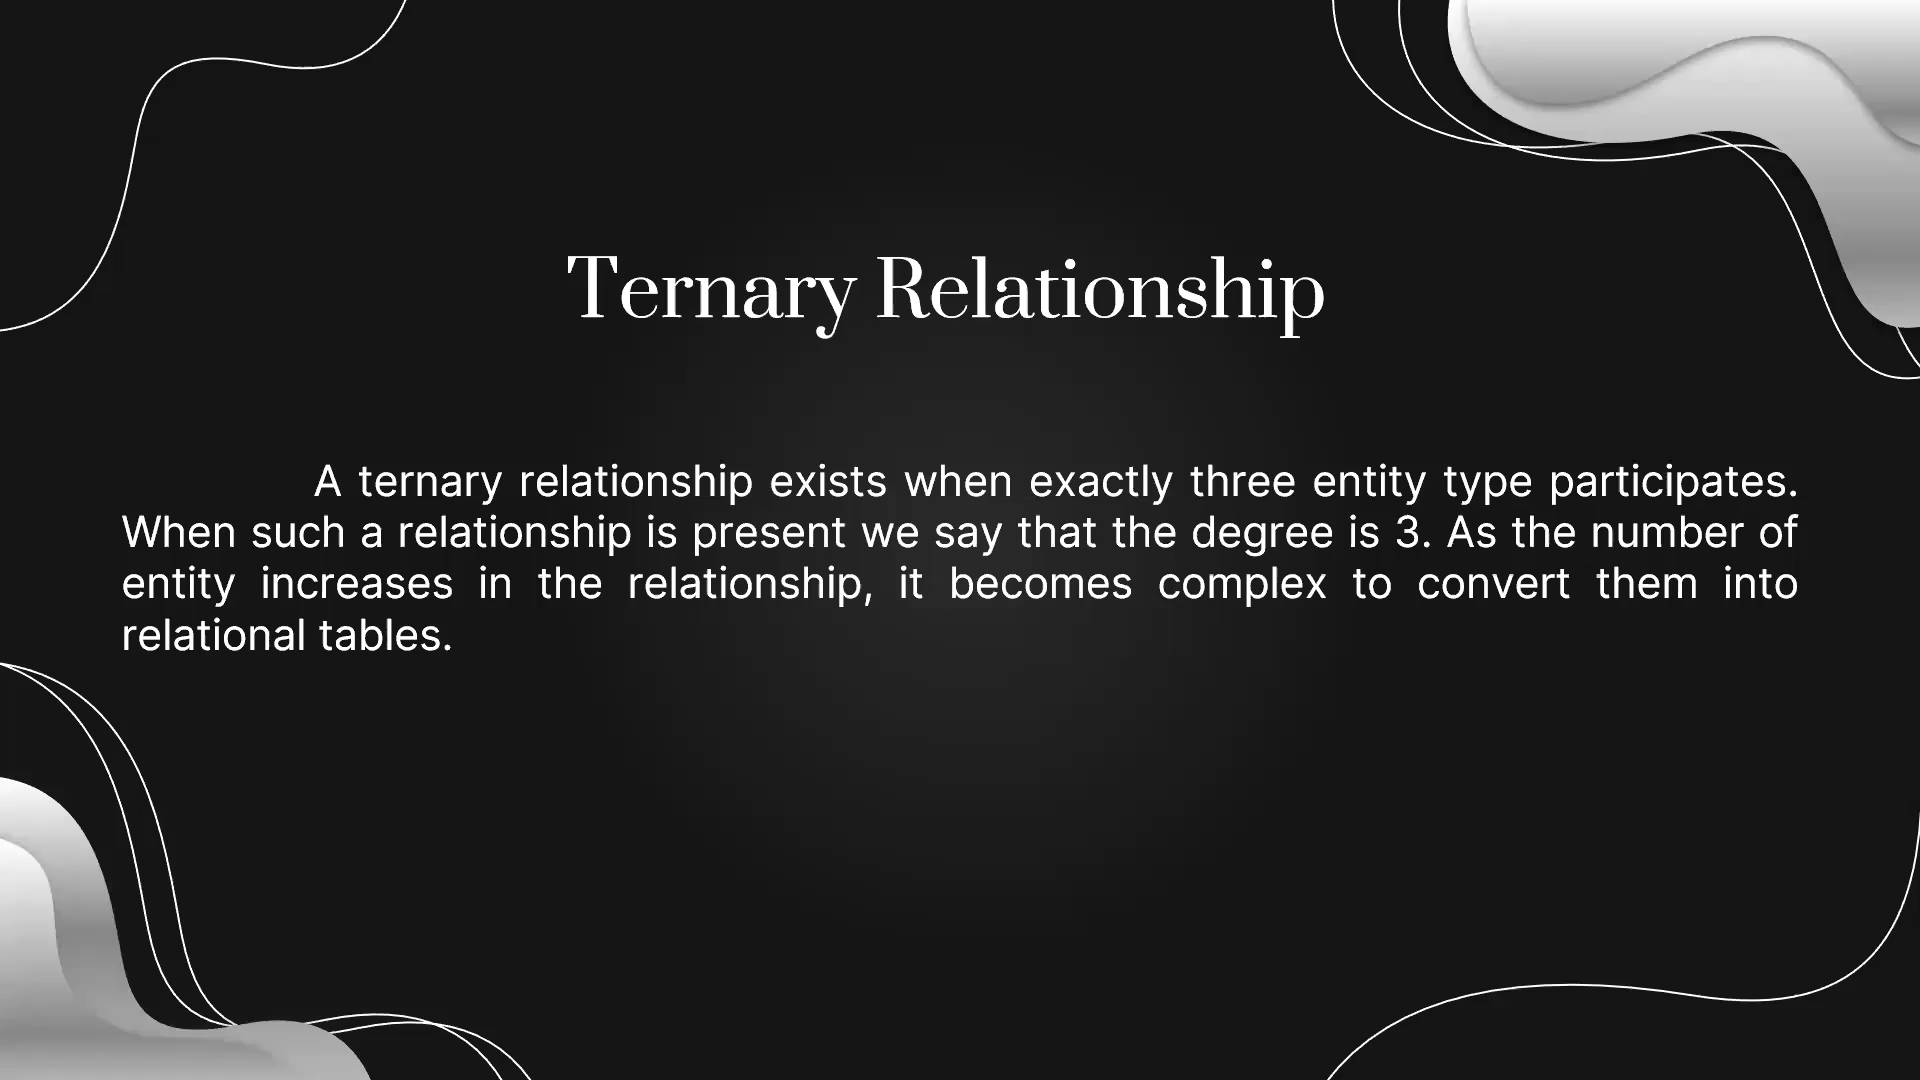 Ternary Relationship
A ternary relationship exists when exactly three entity type participates.
When such a relationship is present we say that the degree is 3. As the number of
entity increases in the relationship, it becomes complex to convert them into
relational tables.